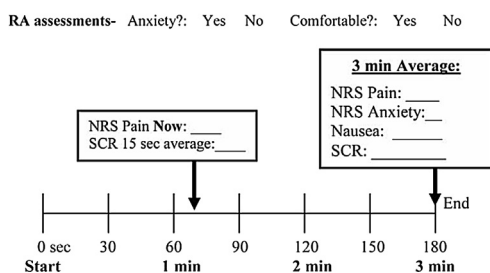 RA assessments- Anxiety?: Yes No Comfortable?: Yes No
3 min Average:
NRS Pain: ____
NRS Anxiety:__
Nausea: ______
SCR: _________
NRS Pain Now: ____
SCR 15 sec average:____
End
0 sec 30 60 90 120 150 180
Start 1 min 2 min 3 min